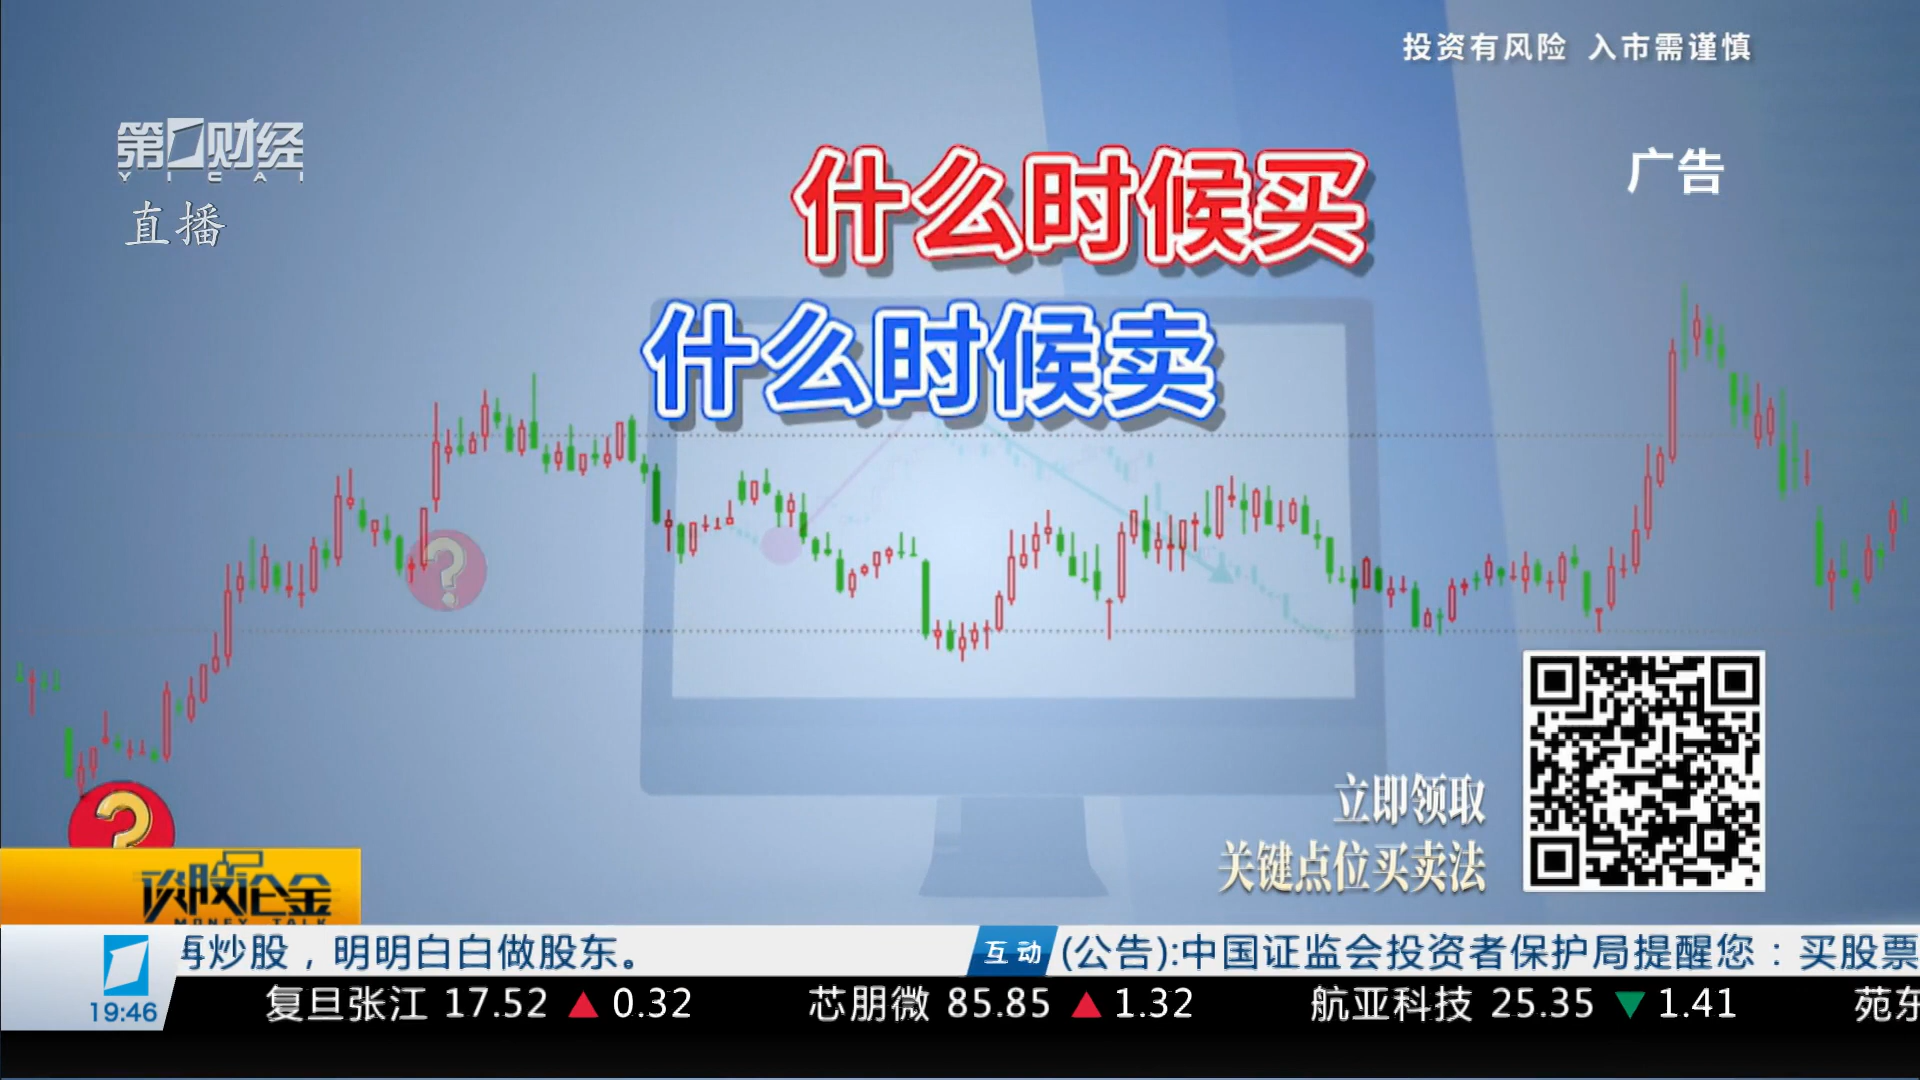 投资有风险 入市需谨慎
第一财经
YICAI
直播
广告
什么时候买
什么时候卖
?
?
立即领取
关键点位买卖法
谈股论金
MONEY TALK
再炒股，明明白白做股东。
互动
(公告):中国证监会投资者保护局提醒您：买股票
19:46
复旦张江 17.52 ▲ 0.32
芯朋微 85.85 ▲ 1.32
航亚科技 25.35 ▼ 1.41
苑东